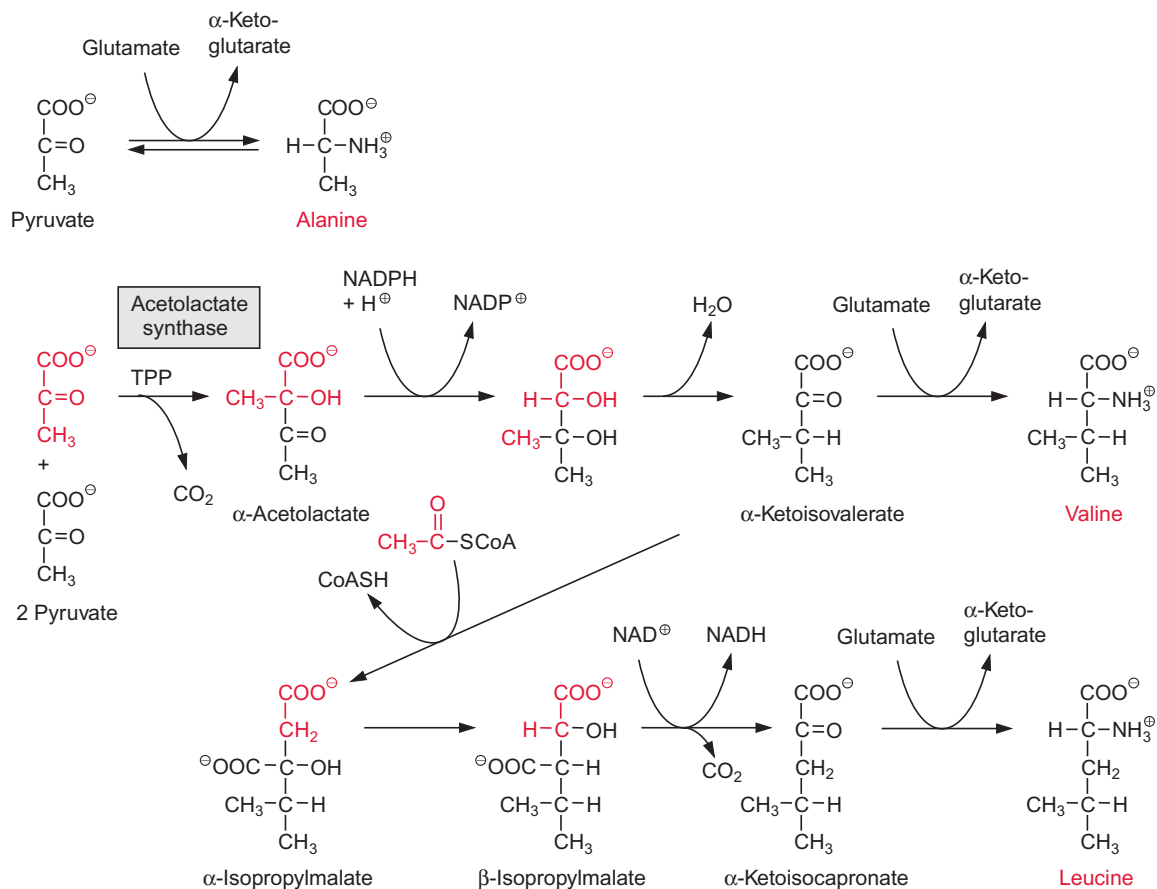 Glutamate
α-Keto-
glutarate
COO⊖
C=O
CH3
Pyruvate
COO⊖
H–C–NH3⊕
CH3
Alanine
Acetolactate
synthase
NADPH
+ H⊕
NADP⊕
H2O
Glutamate
α-Keto-
glutarate
COO⊖
C=O
CH3
+
COO⊖
C=O
CH3
2 Pyruvate
TPP
CO2
COO⊖
CH3–C–OH
C=O
CH3
α-Acetolactate
COO⊖
H–C–OH
CH3–C–OH
CH3
COO⊖
C=O
CH3–C–H
CH3
α-Ketoisovalerate
COO⊖
H–C–NH3⊕
CH3–C–H
CH3
Valine
O
CH3–C–SCoA
CoASH
NAD⊕
NADH
CO2
Glutamate
α-Keto-
glutarate
COO⊖
CH2
⊖OOC–C–OH
CH3–C–H
CH3
α-Isopropylmalate
COO⊖
H–C–OH
⊖OOC–C–H
CH3–C–H
CH3
β-Isopropylmalate
COO⊖
C=O
CH2
CH3–C–H
CH3
α-Ketoisocapronate
COO⊖
H–C–NH3⊕
CH2
CH3–C–H
CH3
Leucine